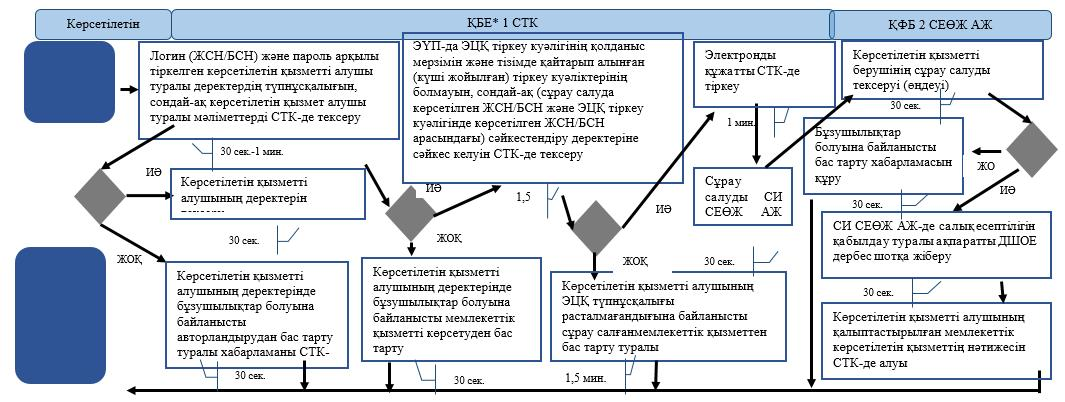 Көрсетілетін
ҚБЕ* 1 СТК
ҚФБ 2 СЕӨЖ АЖ
Логин (ЖСН/БСН) және пароль арқылы
тіркелген көрсетілетін қызметті алушы
туралы деректердің түпнұсқалығын,
сондай-ақ көрсетілетін қызмет алушы
туралы мәліметтерді СТК-де тексеру
30 сек.-1 мин.
ЭҮП-да ЭЦҚ тіркеу куәлігінің қолданыс
мерзімін және тізімде қайтарып алынған
(күші жойылған) тіркеу куәліктерінің
болмауын, сондай-ақ (сұрау салуда
көрсетілген ЖСН/БСН және ЭЦҚ тіркеу
куәлігінде көрсетілген ЖСН/БСН
арасындағы) сәйкестендіру деректеріне
сәйкес келуін СТК-де тексеру
Электронды
құжатты СТК-де
тіркеу
1 мин.
Көрсетілетін қызметті
берушінің сұрау салуды
тексеруі (өңдеуі)
30 сек.
Бұзушылықтар
болуына байланысты
бас тарту хабарламасын
құру
ЖО
30 сек.
ИӘ
ИӘ
Көрсетілетін қызметті
алушының деректерін
30 сек.
ИӘ
1,5
ИӘ
Сұрау
салуды СИ
СЕӨЖ АЖ
СИ СЕӨЖ АЖ-де салық есептілігін
қабылдау туралы ақпаратты ДШОЕ
дербес шотқа жіберу
30 сек.
ЖОҚ
ЖОҚ
ЖОҚ
30 сек.
Көрсетілетін қызметті
алушының деректерінде
бұзушылықтар болуына
байланысты
авторландырудан бас тарту
туралы хабарламаны СТК-
30 сек.
Көрсетілетін қызметті
алушының деректерінде
бұзушылықтар болуына
байланысты мемлекеттік
қызметті көрсетуден бас
тарту
30 сек.
Көрсетілетін қызметті алушының
ЭЦҚ түпнұсқалығы
расталмағандығына байланысты
сұрау салғанмемлекеттік қызметтен
бас тарту туралы
1,5 мин.
Көрсетілетін қызметті алушының
қалыптастырылған мемлекеттік
көрсетілетін қызметтің нәтижесін
СТК-де алуы